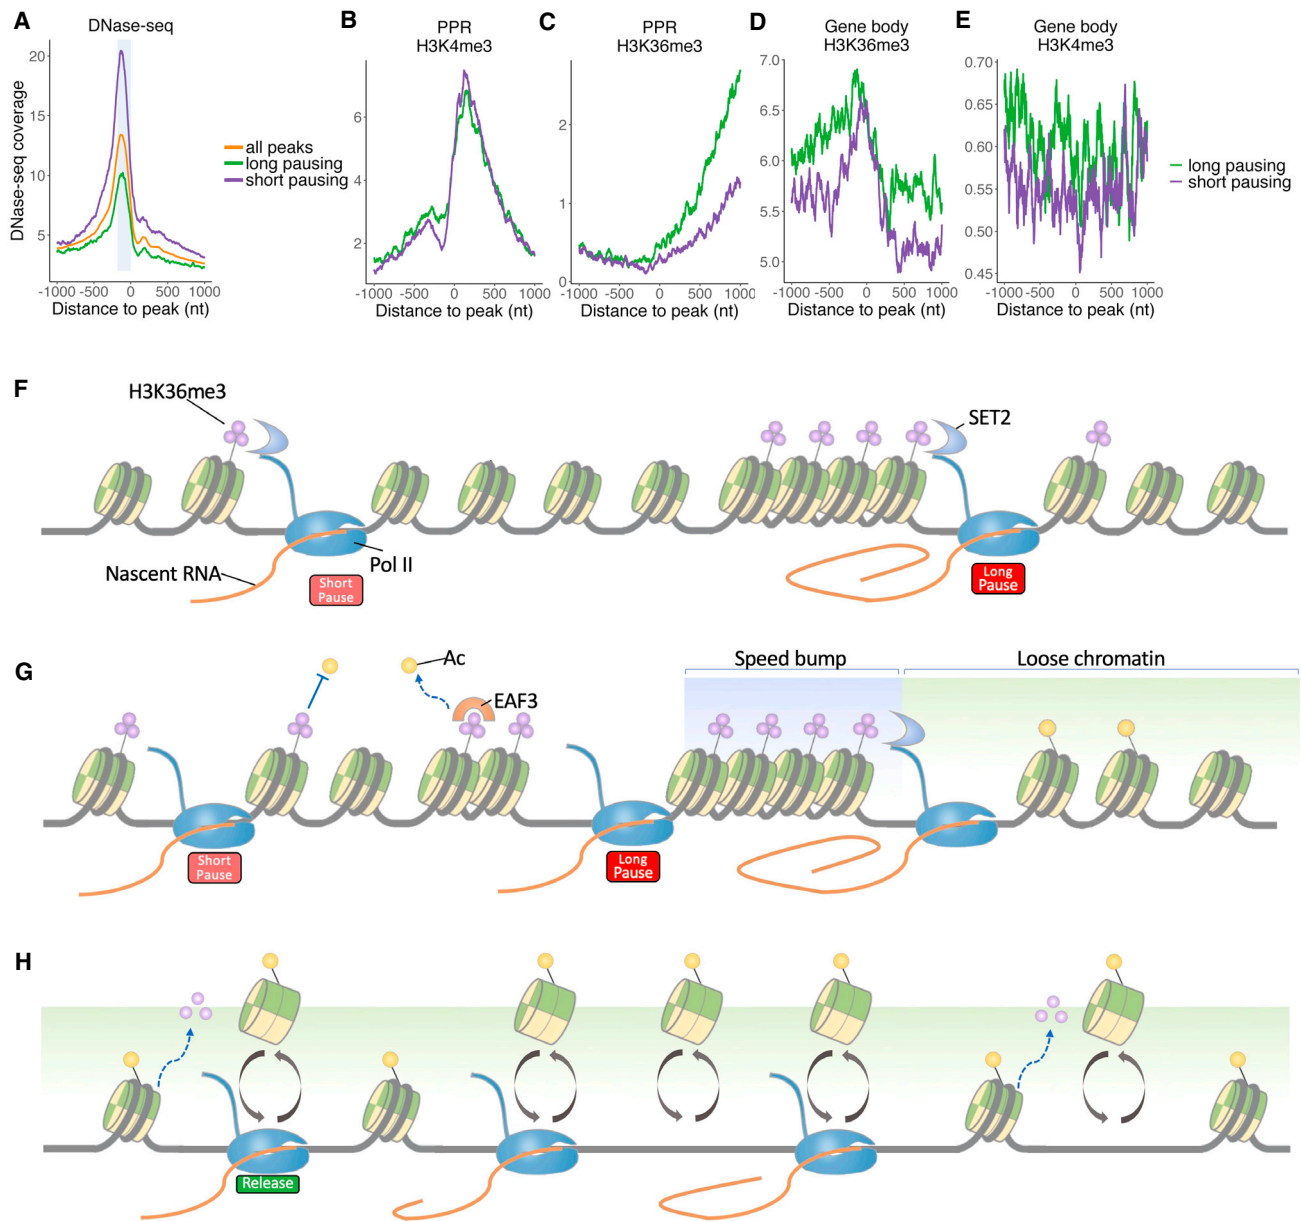 A
DNase-seq
DNase-seq coverage
20
15
10
5
-1000 -500 0 500 1000
Distance to peak (nt)
all peaks
long pausing
short pausing
B
PPR
H3K4me3
6
4
2
-1000 -500 0 500 1000
Distance to peak (nt)
C
PPR
H3K36me3
2
1
0
-1000 -500 0 500 1000
Distance to peak (nt)
D
Gene body
H3K36me3
7.0
6.5
6.0
5.5
5.0
-1000 -500 0 500 1000
Distance to peak (nt)
E
Gene body
H3K4me3
0.70
0.65
0.60
0.55
0.50
0.45
-1000 -500 0 500 1000
Distance to peak (nt)
long pausing
short pausing
F
H3K36me3
SET2
Nascent RNA
Pol II
Short
Pause
Long
Pause
G
Ac
EAF3
Speed bump
Loose chromatin
Short
Pause
Long
Pause
H
Release